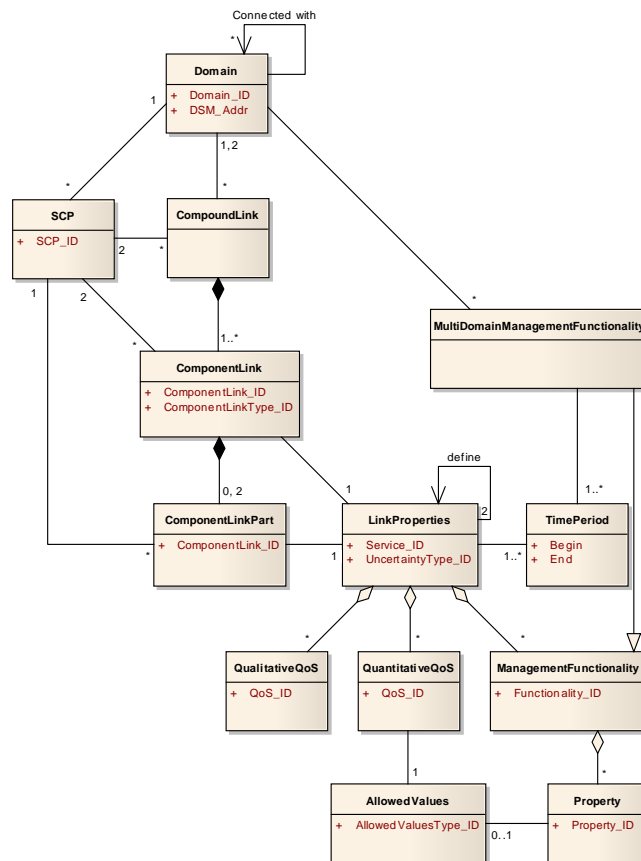 Connected with
*
Domain
+ Domain_ID
+ DSM_Addr
1
1, 2
*
*
*
SCP
+ SCP_ID
CompoundLink
2
*
1
2
1..*
*
MultiDomainManagementFunctionality
ComponentLink
+ ComponentLink_ID
+ ComponentLinkType_ID
define
0, 2
1
2
1..*
ComponentLinkPart
+ ComponentLink_ID
LinkProperties
+ Service_ID
+ UncertaintyType_ID
TimePeriod
+ Begin
+ End
*
1
1..*
*
*
*
QualitativeQoS
+ QoS_ID
QuantitativeQoS
+ QoS_ID
ManagementFunctionality
+ Functionality_ID
1
*
AllowedValues
+ AllowedValuesType_ID
0..1
Property
+ Property_ID